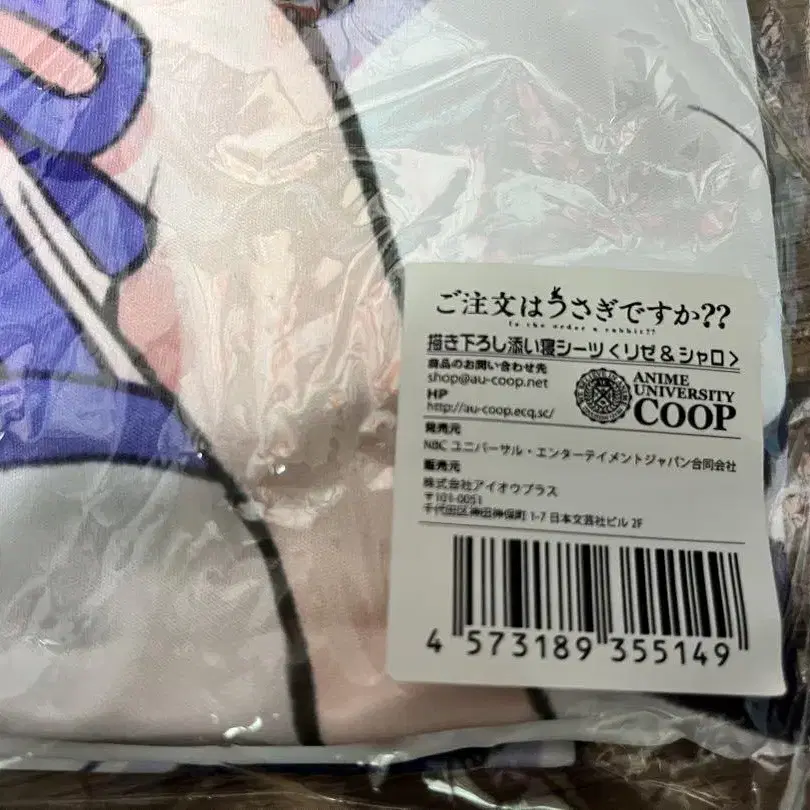 ご注文はうさぎですか??
Is the order a rabbit??
描き下ろし添い寝シーツ<リゼ&シャロ>
商品のお問い合わせ先
shop@au-coop.net
HP
http://au-coop.ecq.sc/
ANIME
UNIVERSITY
COOP
発売元
NBC ユニバーサル・エンターテイメントジャパン合同会社
販売元
株式会社アイオウプラス
〒101-0051
千代田区神田神保町 1-7 日本文芸社ビル 2F
4 573189 355149